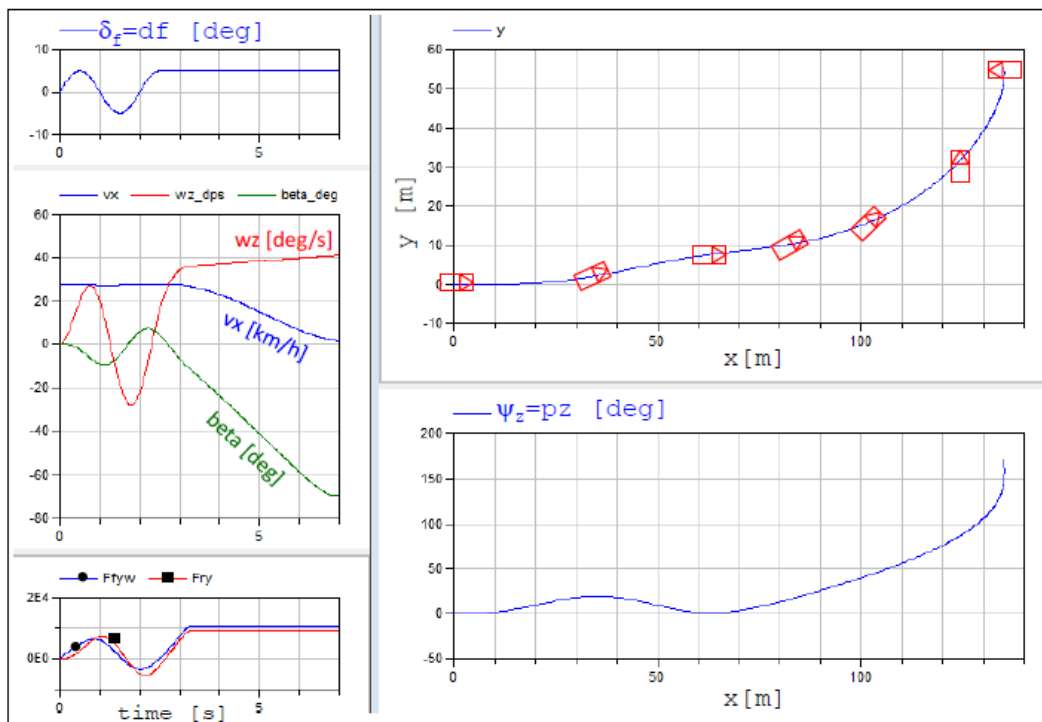 δf=df [deg]
10
0
-10
0
5
vx wz_dps beta_deg
60
40
20
0
-20
-40
-60
-80
wz [deg/s]
vx [km/h]
beta [deg]
0
5
Ffyw Fry
2E4
0E0
0
5
time [s]
y
60
50
40
30
20
10
0
-10
y [m]
0
50
100
x[m]
ψz=pz [deg]
200
150
100
50
0
-50
0
50
100
x[m]